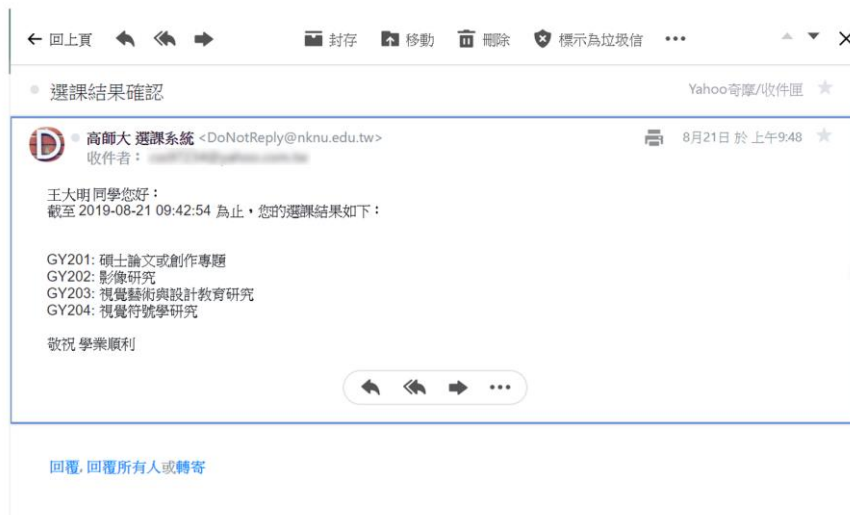 回上頁 封存 移動 刪除 標示為垃圾信
選課結果確認 Yahoo奇摩/收件匣
D 高師大 選課系統 <DoNotReply@nknu.edu.tw> 8月21日 於 上午9:48
收件者：
王大明同學您好：
截至 2019-08-21 09:42:54 為止，您的選課結果如下：
GY201: 碩士論文或創作專題
GY202: 影像研究
GY203: 視覺藝術與設計教育研究
GY204: 視覺符號學研究
敬祝 學業順利
回覆, 回覆所有人或轉寄